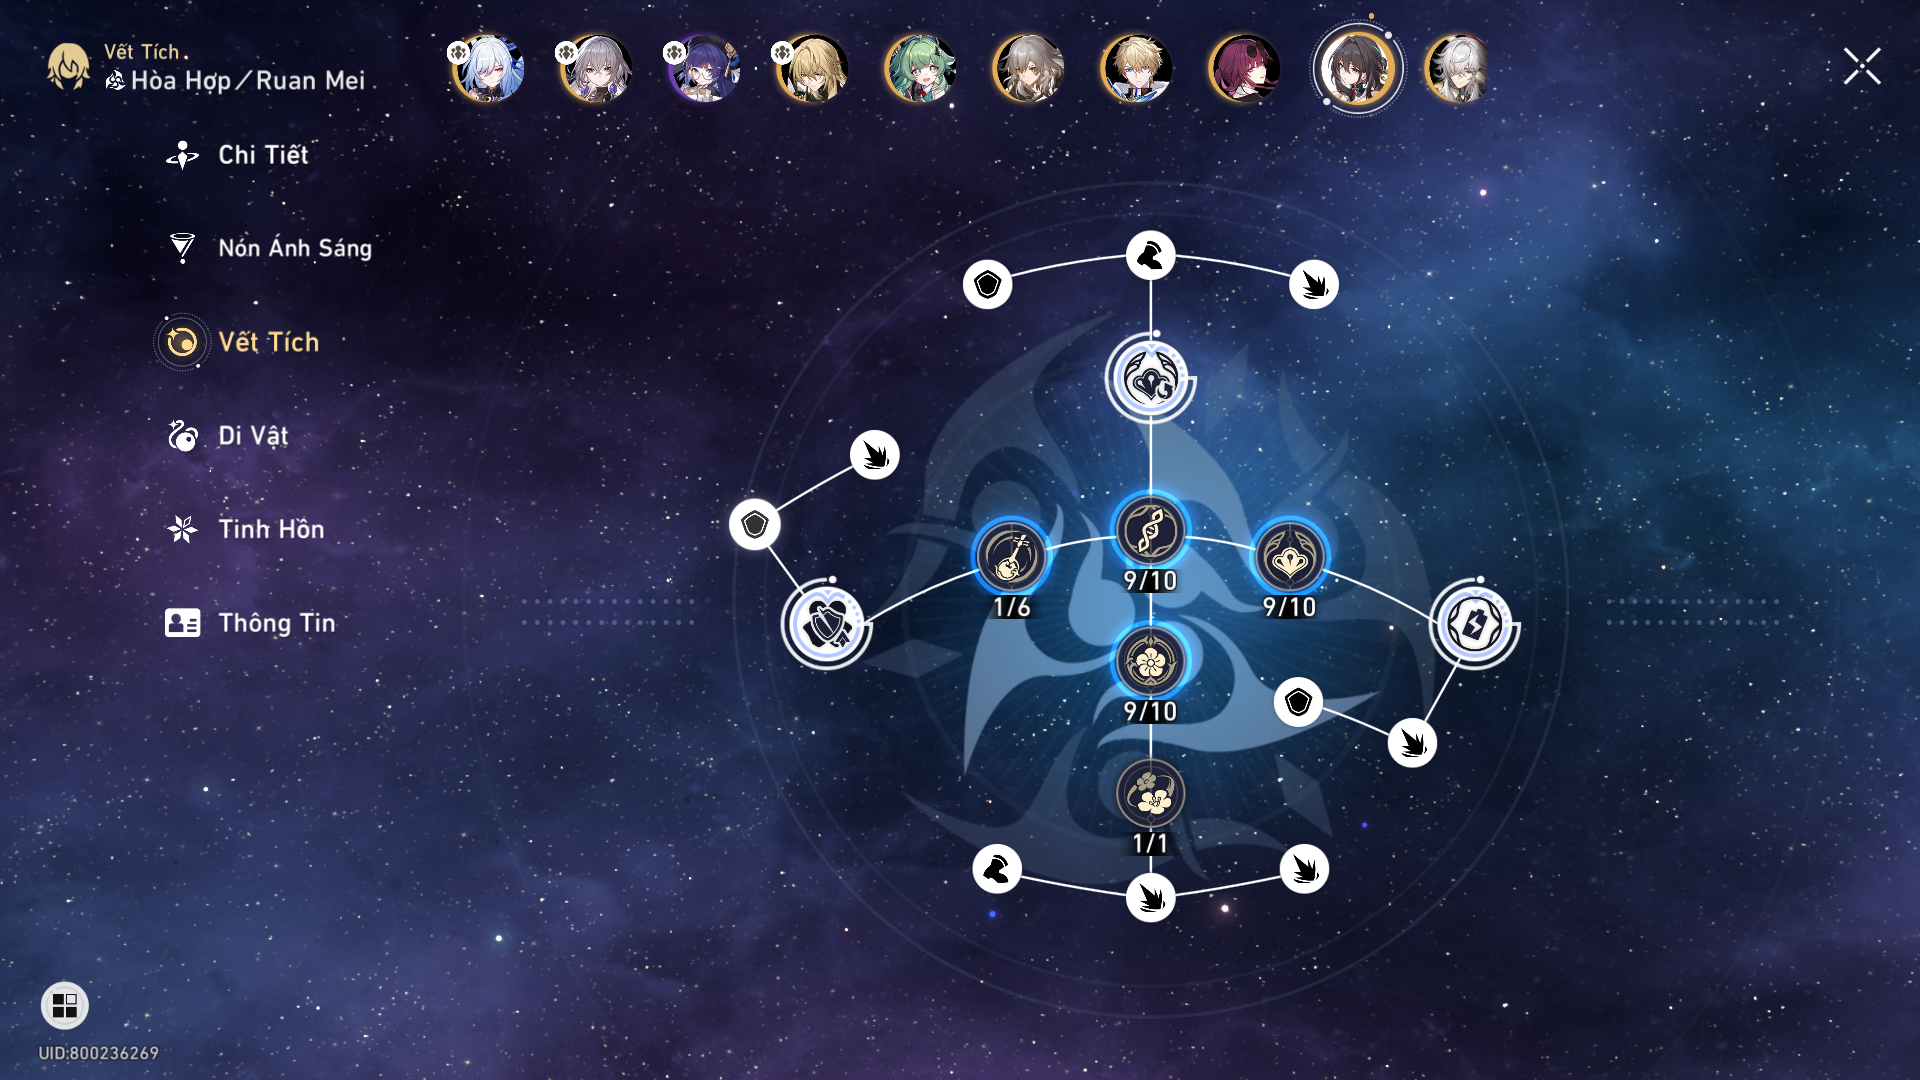 Vết Tích
Hòa Hợp／Ruan Mei
Chi Tiết
Nón Ánh Sáng
Vết Tích
Di Vật
Tinh Hồn
Thông Tin
9/10
1/6
9/10
9/10
1/1
UID:800236269